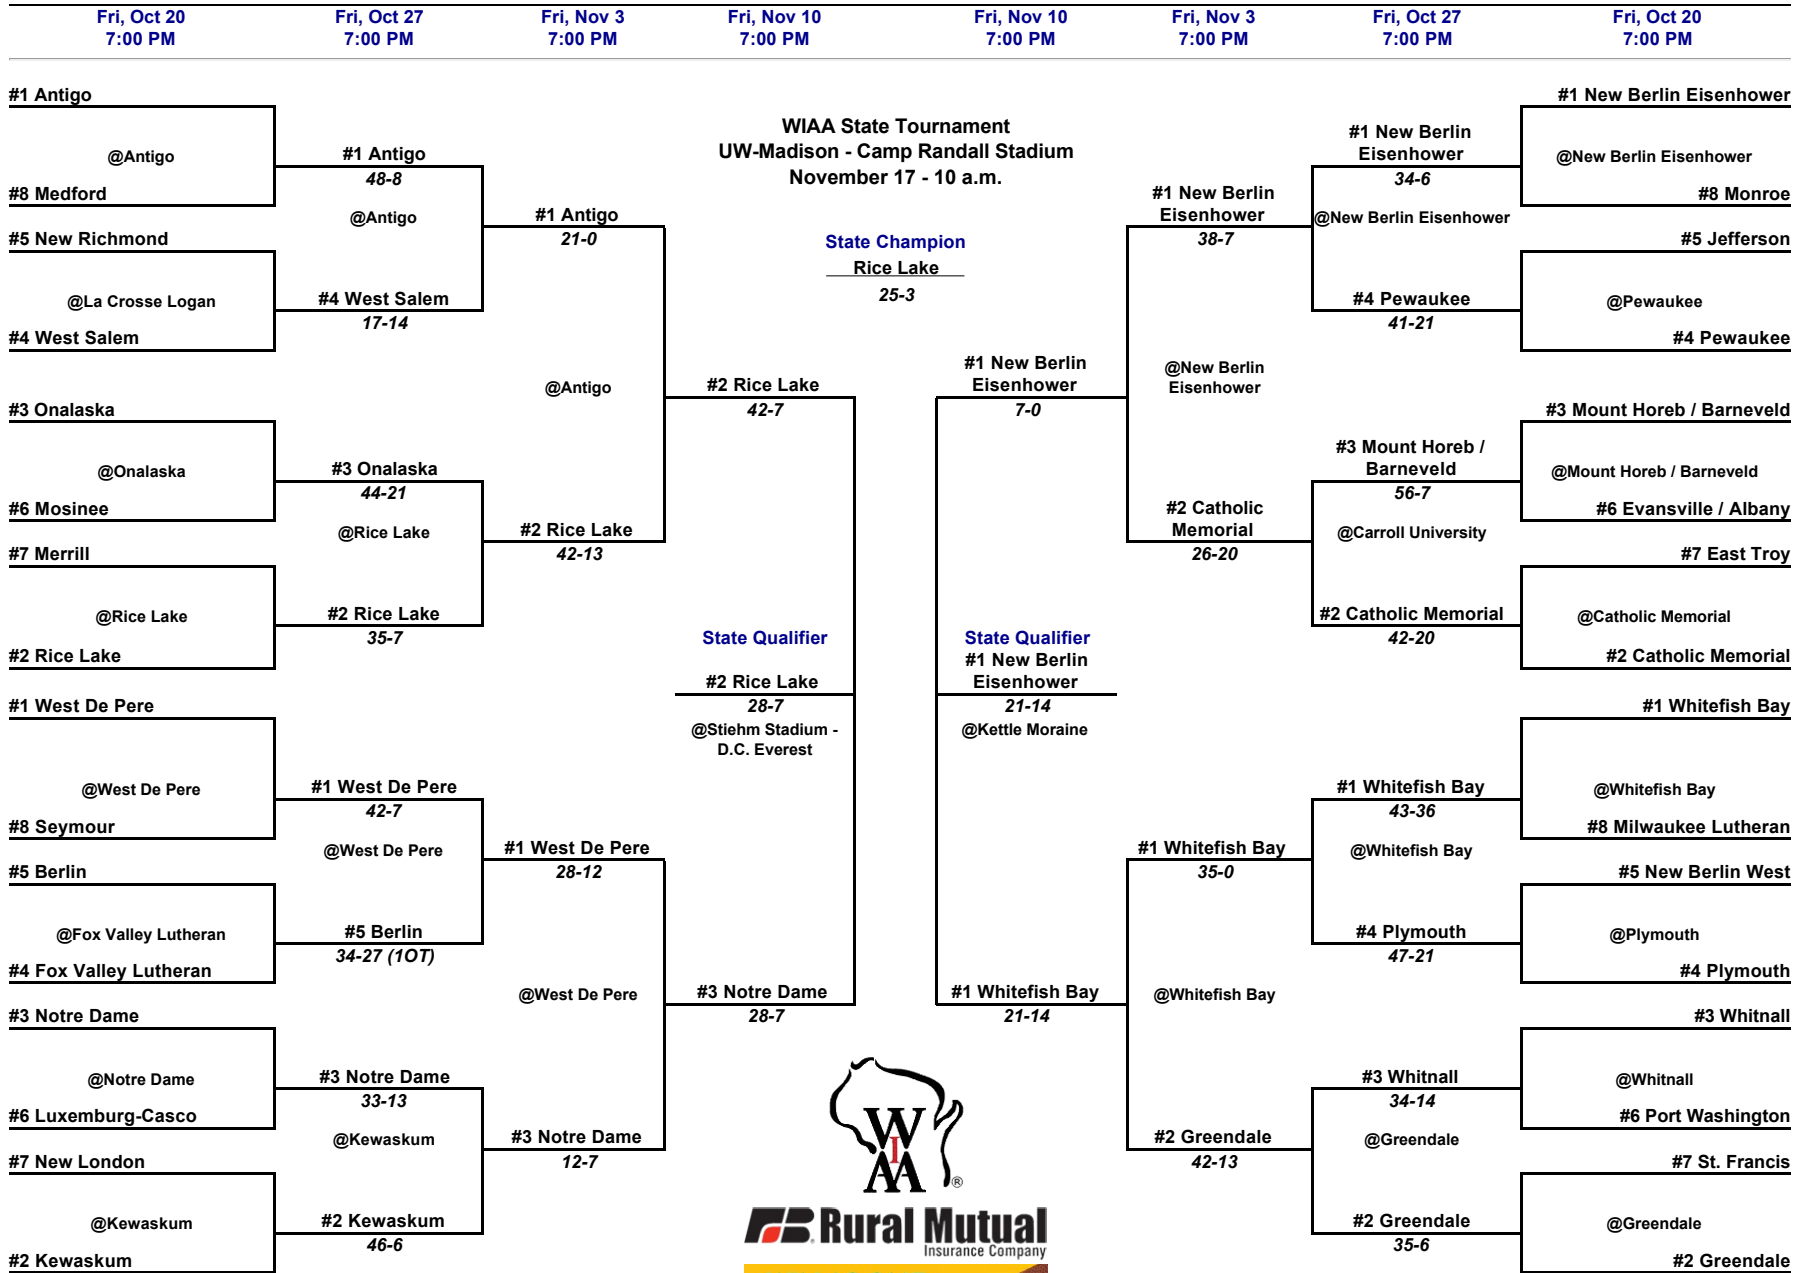 Fri, Oct 20
7:00 PM
Fri, Oct 27
7:00 PM
Fri, Nov 3
7:00 PM
Fri, Nov 10
7:00 PM
Fri, Nov 10
7:00 PM
Fri, Nov 3
7:00 PM
Fri, Oct 27
7:00 PM
Fri, Oct 20
7:00 PM
#1 Antigo
@Antigo
#8 Medford
#5 New Richmond
@La Crosse Logan
#4 West Salem
#3 Onalaska
@Onalaska
#6 Mosinee
#7 Merrill
@Rice Lake
#2 Rice Lake
#1 West De Pere
@West De Pere
#8 Seymour
#5 Berlin
@Fox Valley Lutheran
#4 Fox Valley Lutheran
#3 Notre Dame
@Notre Dame
#6 Luxemburg-Casco
#7 New London
@Kewaskum
#2 Kewaskum
#1 Antigo
48-8
@Antigo
#4 West Salem
17-14
#3 Onalaska
44-21
@Rice Lake
#2 Rice Lake
35-7
#1 West De Pere
42-7
@West De Pere
#5 Berlin
34-27 (1OT)
#3 Notre Dame
33-13
@Kewaskum
#2 Kewaskum
46-6
#1 Antigo
21-0
@Antigo
#2 Rice Lake
42-13
#1 West De Pere
28-12
@West De Pere
#3 Notre Dame
12-7
WIAA State Tournament
UW-Madison - Camp Randall Stadium
November 17 - 10 a.m.
State Champion
Rice Lake
25-3
#2 Rice Lake
42-7
State Qualifier
#2 Rice Lake
28-7
@Stiehm Stadium -
D.C. Everest
#3 Notre Dame
28-7
#1 New Berlin
Eisenhower
7-0
State Qualifier
#1 New Berlin
Eisenhower
21-14
@Kettle Moraine
#1 Whitefish Bay
21-14
WIAA
®
Rural Mutual
Insurance Company
#1 New Berlin
Eisenhower
38-7
@New Berlin
Eisenhower
#2 Catholic
Memorial
26-20
#1 Whitefish Bay
35-0
@Whitefish Bay
#2 Greendale
42-13
#1 New Berlin
Eisenhower
34-6
@New Berlin Eisenhower
#4 Pewaukee
41-21
#3 Mount Horeb /
Barneveld
56-7
@Carroll University
#2 Catholic Memorial
42-20
#1 Whitefish Bay
43-36
@Whitefish Bay
#4 Plymouth
47-21
#3 Whitnall
34-14
@Greendale
#2 Greendale
35-6
#1 New Berlin Eisenhower
@New Berlin Eisenhower
#8 Monroe
#5 Jefferson
@Pewaukee
#4 Pewaukee
#3 Mount Horeb / Barneveld
@Mount Horeb / Barneveld
#6 Evansville / Albany
#7 East Troy
@Catholic Memorial
#2 Catholic Memorial
#1 Whitefish Bay
@Whitefish Bay
#8 Milwaukee Lutheran
#5 New Berlin West
@Plymouth
#4 Plymouth
#3 Whitnall
@Whitnall
#6 Port Washington
#7 St. Francis
@Greendale
#2 Greendale